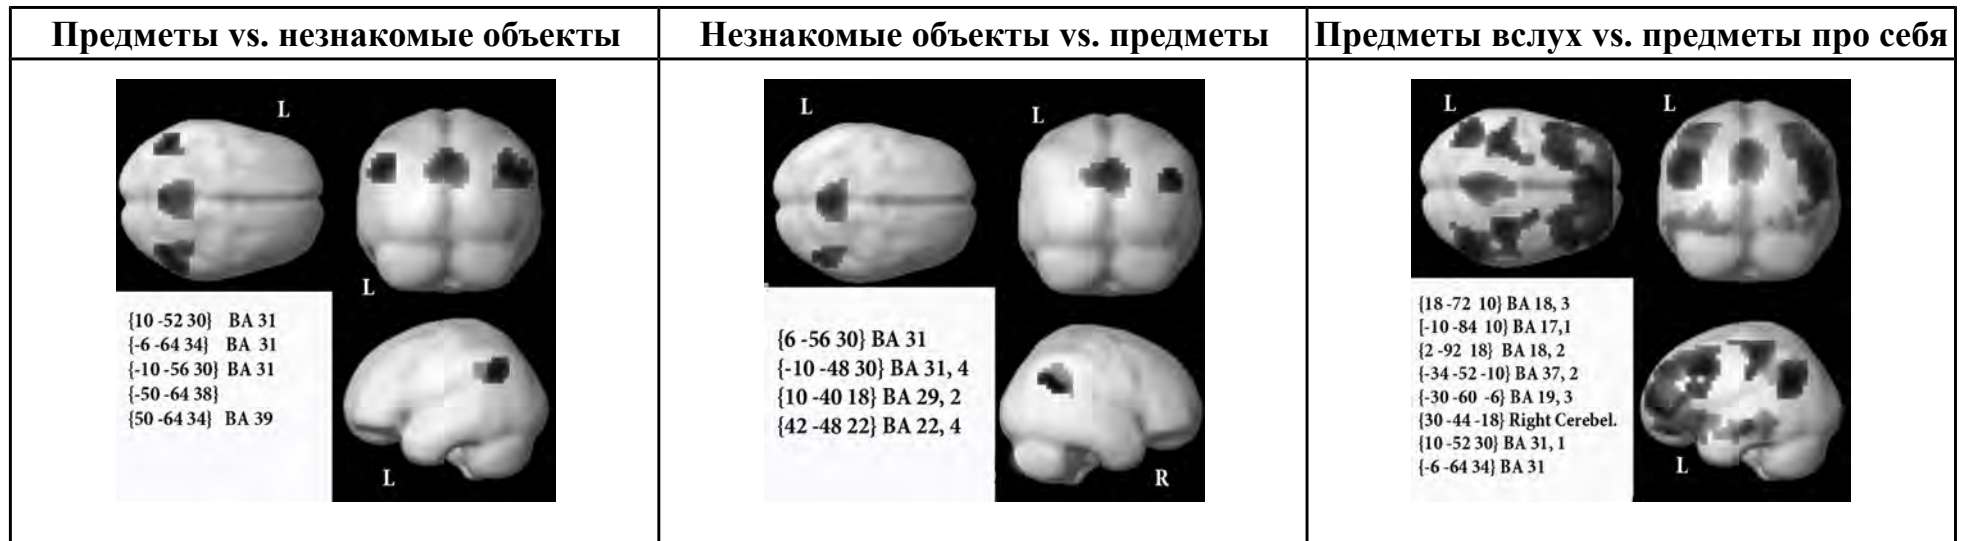 Предметы vs. незнакомые объекты
Незнакомые объекты vs. предметы
Предметы вслух vs. предметы про себя
L
L
{10 -52 30} BA 31
{-6 -64 34} BA 31
{-10 -56 30} BA 31
{-50 -64 38}
{50 -64 34} BA 39
L
L
L
{6 -56 30} BA 31
{-10 -48 30} BA 31, 4
{10 -40 18} BA 29, 2
{42 -48 22} BA 22, 4
R
L
L
{18 -72 10} BA 18, 3
[-10 -84 10} BA 17,1
{2 -92 18} BA 18, 2
{-34 -52 -10} BA 37, 2
{-30 -60 -6} BA 19, 3
{30 -44 -18} Right Cerebel.
{10 -52 30} BA 31, 1
{-6 -64 34} BA 31
L